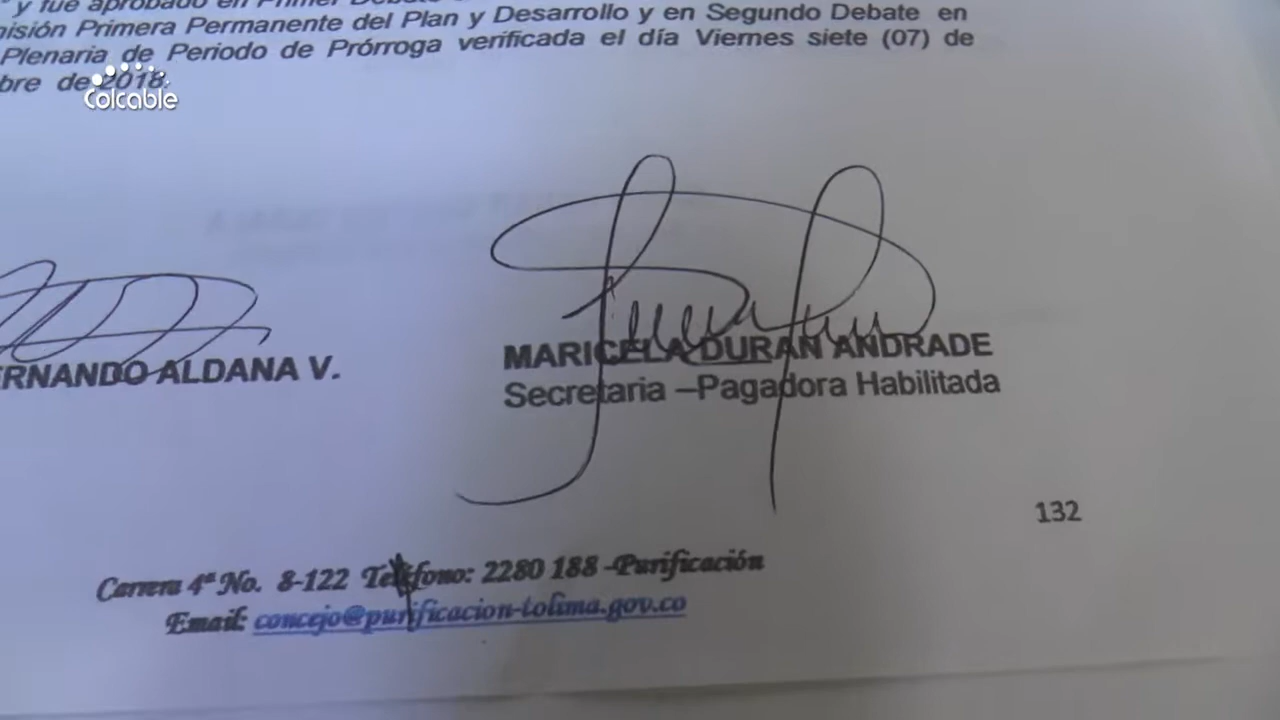 y fue aprobado en Primer Debate
misión Primera Permanente del Plan y Desarrollo y en Segundo Debate en
Plenaria de Periodo de Prórroga verificada el día Viernes siete (07) de
bre de 2018.
Colcable
RNANDO ALDANA V.
MARICELA DURAN ANDRADE
Secretaria –Pagadora Habilitada
132
Carrera 4ª No. 8-122 Teléfono: 2280 188 -Purificación
Email: concejo@purificacion-tolima.gov.co